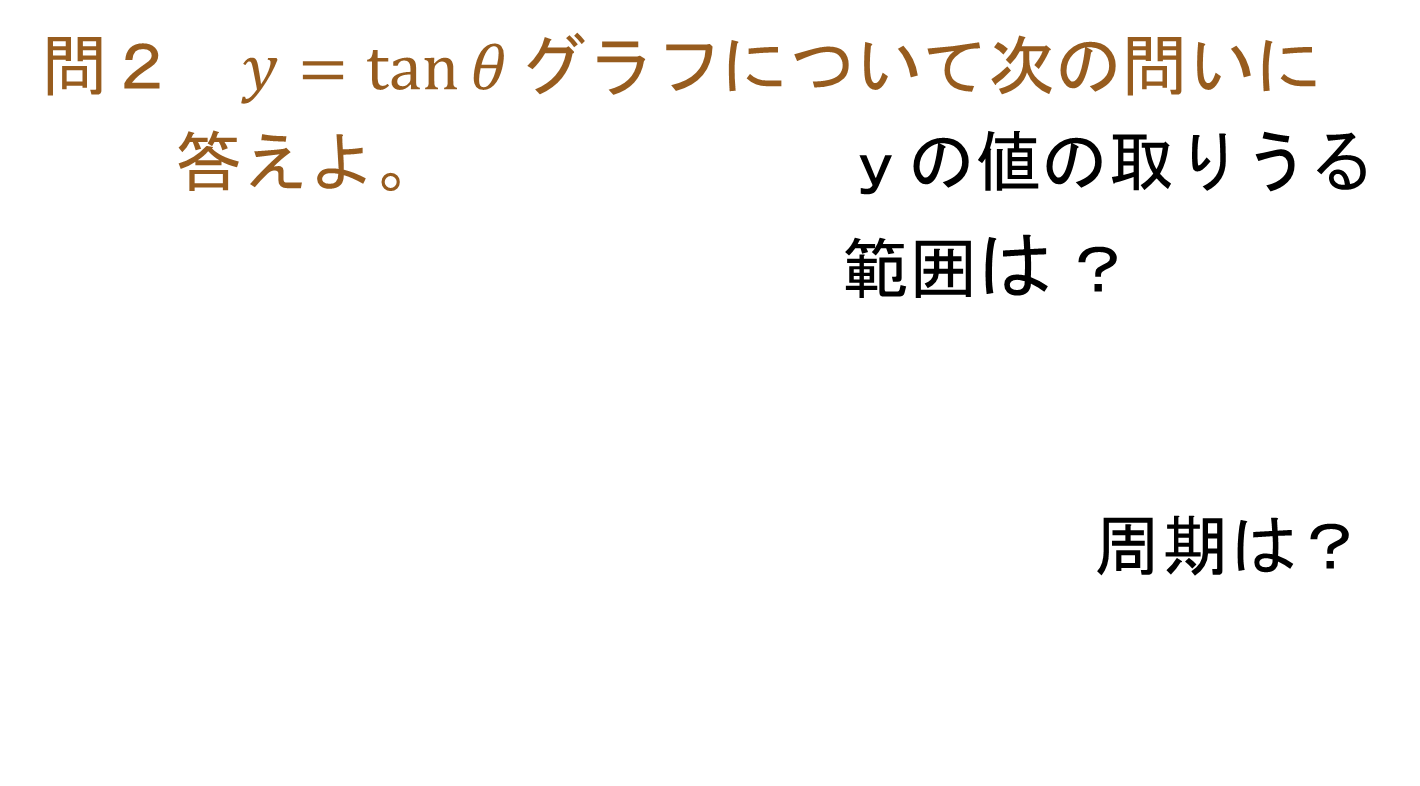 問２　y = tan θ グラフについて次の問いに
答えよ。
ｙの値の取りうる
範囲は？
周期は？